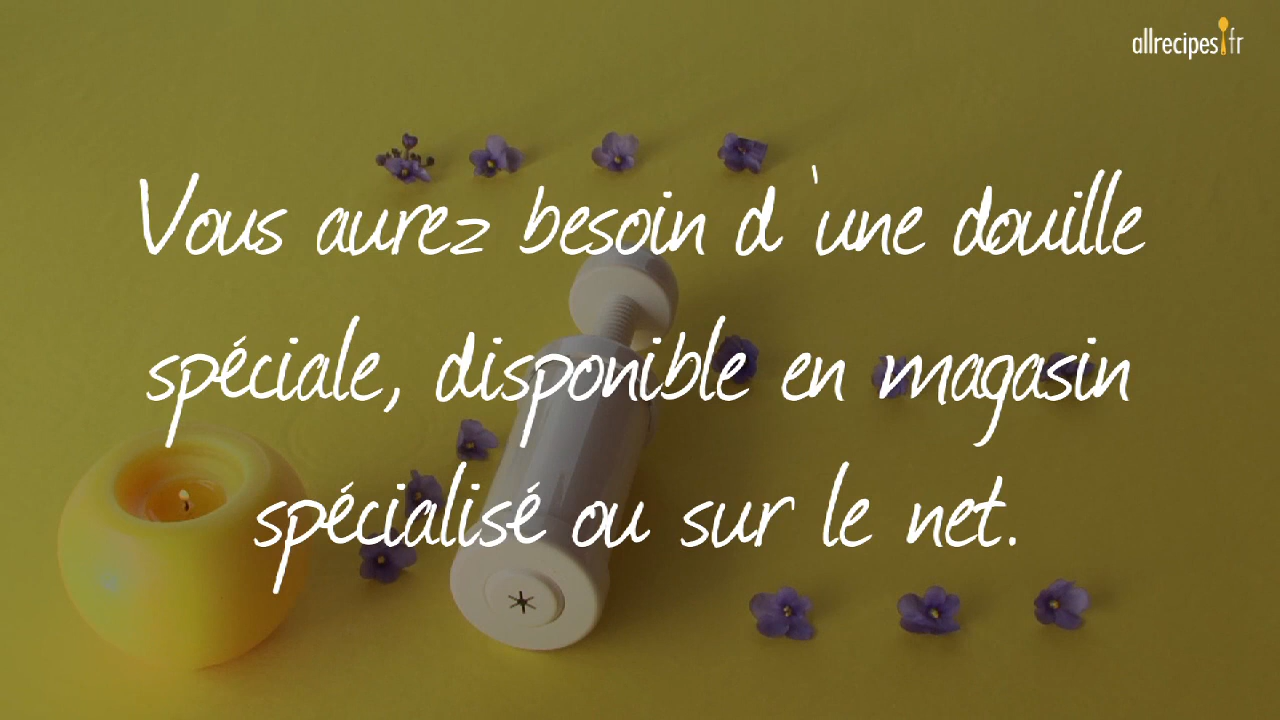 allrecipes fr
Vous aurez besoin d'une douille
spéciale, disponible en magasin
spécialisé ou sur le net.